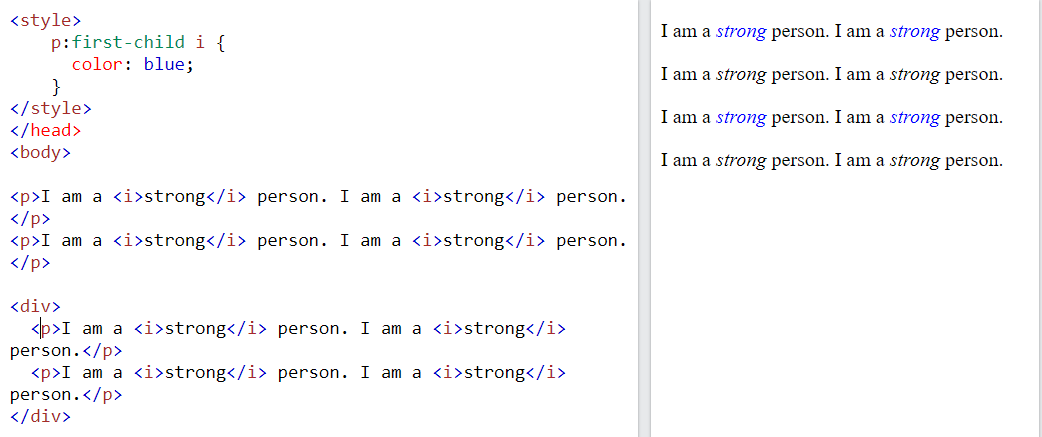 <style>
    p:first-child i {
      color: blue;
    }
</style>
</head>
<body>

<p>I am a <i>strong</i> person. I am a <i>strong</i> person.
</p>
<p>I am a <i>strong</i> person. I am a <i>strong</i> person.
</p>

<div>
  <p>I am a <i>strong</i> person. I am a <i>strong</i>
person.</p>
  <p>I am a <i>strong</i> person. I am a <i>strong</i>
person.</p>
</div>
I am a strong person. I am a strong person.
I am a strong person. I am a strong person.
I am a strong person. I am a strong person.
I am a strong person. I am a strong person.